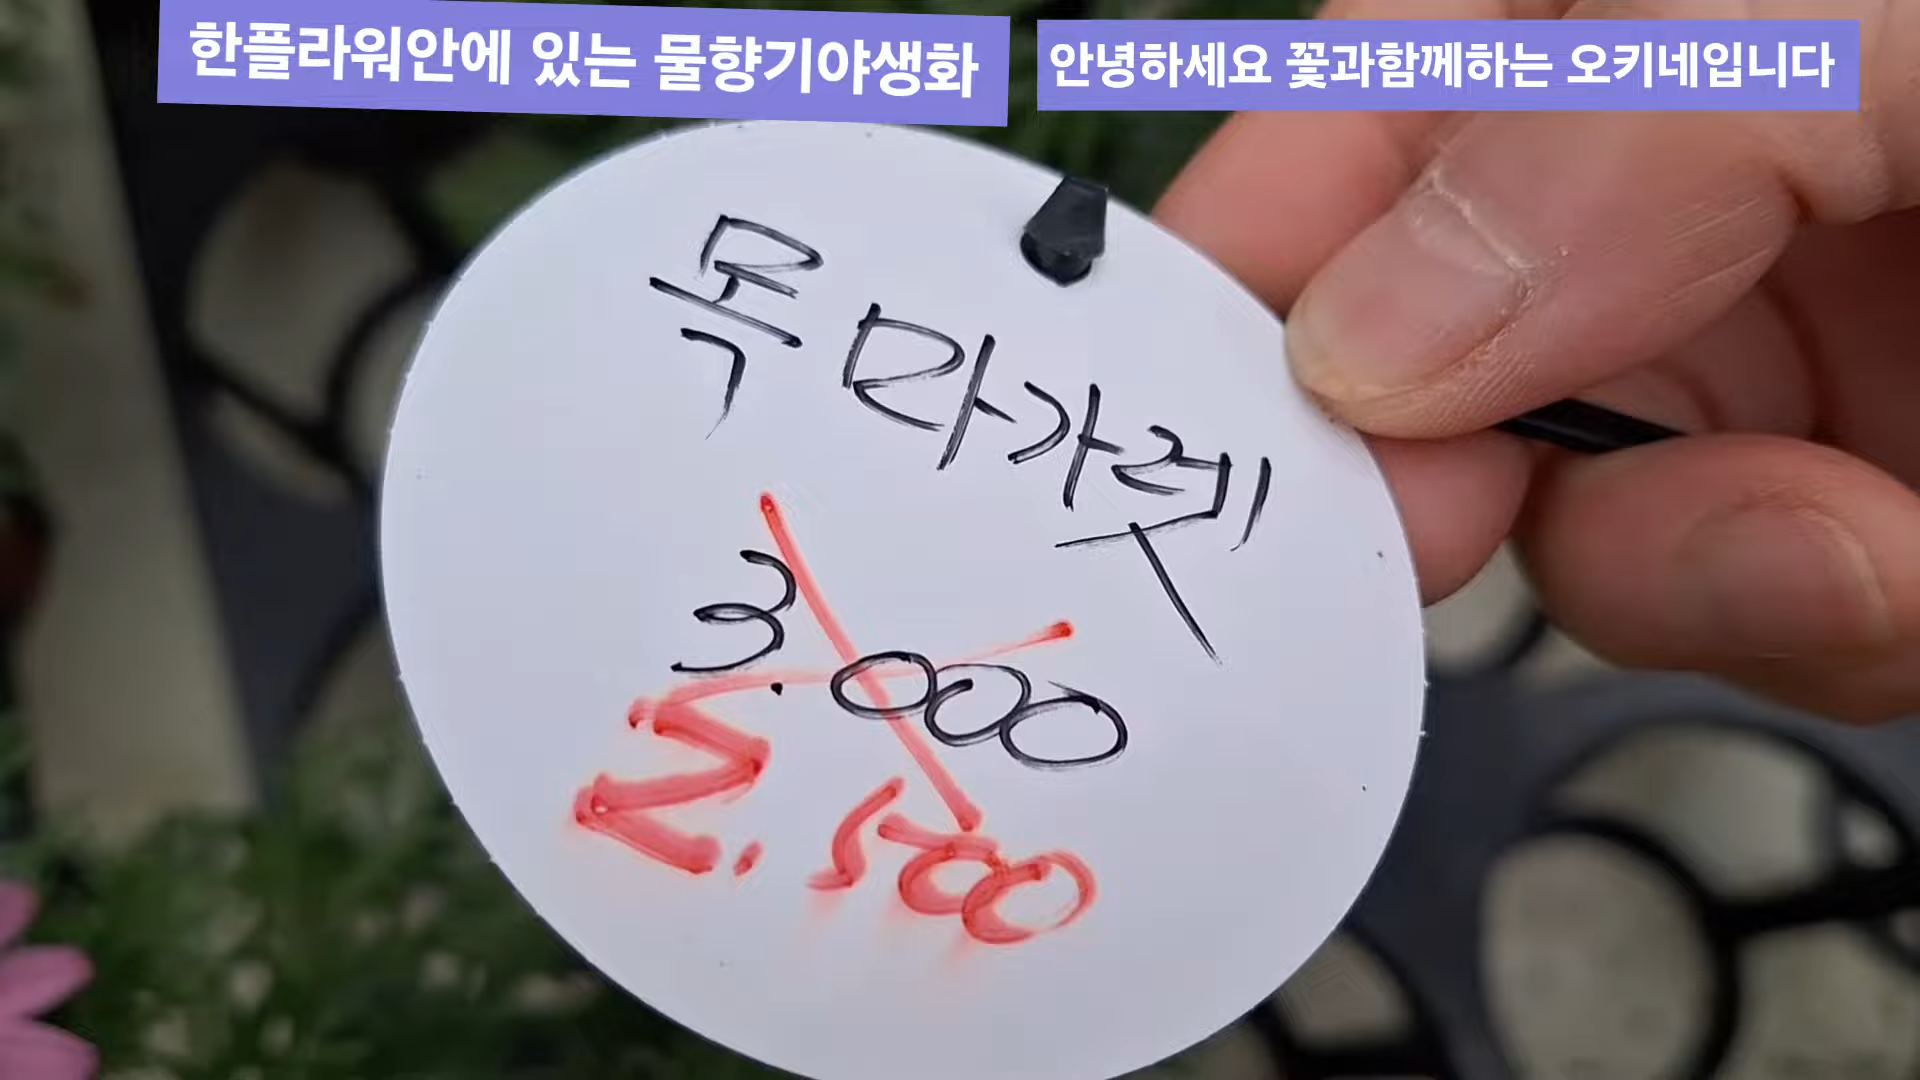 한플라워안에 있는 물향기야생화
안녕하세요 꽃과함께하는 오키네입니다
목마가렛
3.000
2.500